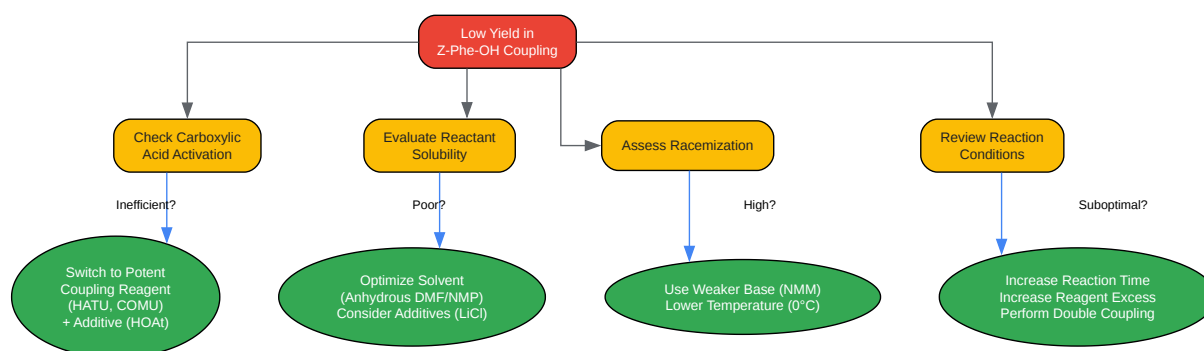 Low Yield in
Z-Phe-OH Coupling
Check Carboxylic
Acid Activation
Evaluate Reactant
Solubility
Assess Racemization
Review Reaction
Conditions
Inefficient?
Poor?
High?
Suboptimal?
Switch to Potent
Coupling Reagent
(HATU, COMU)
+ Additive (HOAt)
Optimize Solvent
(Anhydrous DMF/NMP)
Consider Additives (LiCl)
Use Weaker Base (NMM)
Lower Temperature (0°C)
Increase Reaction Time
Increase Reagent Excess
Perform Double Coupling